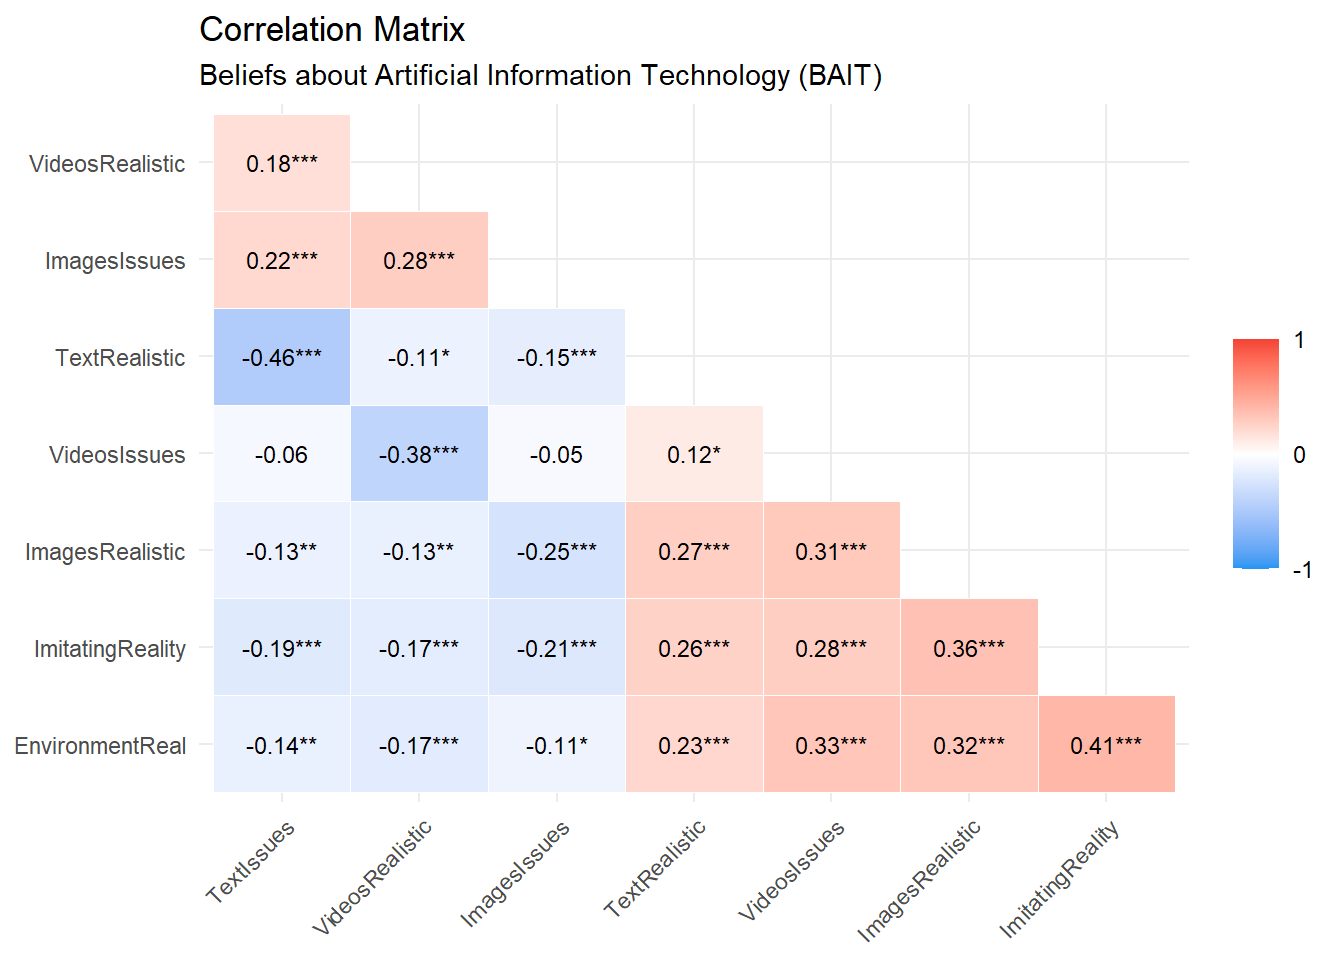 Correlation Matrix
Beliefs about Artificial Information Technology (BAIT)
VideosRealistic 0.18***
ImagesIssues 0.22*** 0.28***
TextRealistic -0.46*** -0.11* -0.15***
VideosIssues -0.06 -0.38*** -0.05 0.12*
ImagesRealistic -0.13** -0.13** -0.25*** 0.27*** 0.31***
ImitatingReality -0.19*** -0.17*** -0.21*** 0.26*** 0.28*** 0.36***
EnvironmentReal -0.14** -0.17*** -0.11* 0.23*** 0.33*** 0.32*** 0.41***
TextIssues VideosRealistic ImagesIssues TextRealistic VideosIssues ImagesRealistic ImitatingReality
1
0
-1